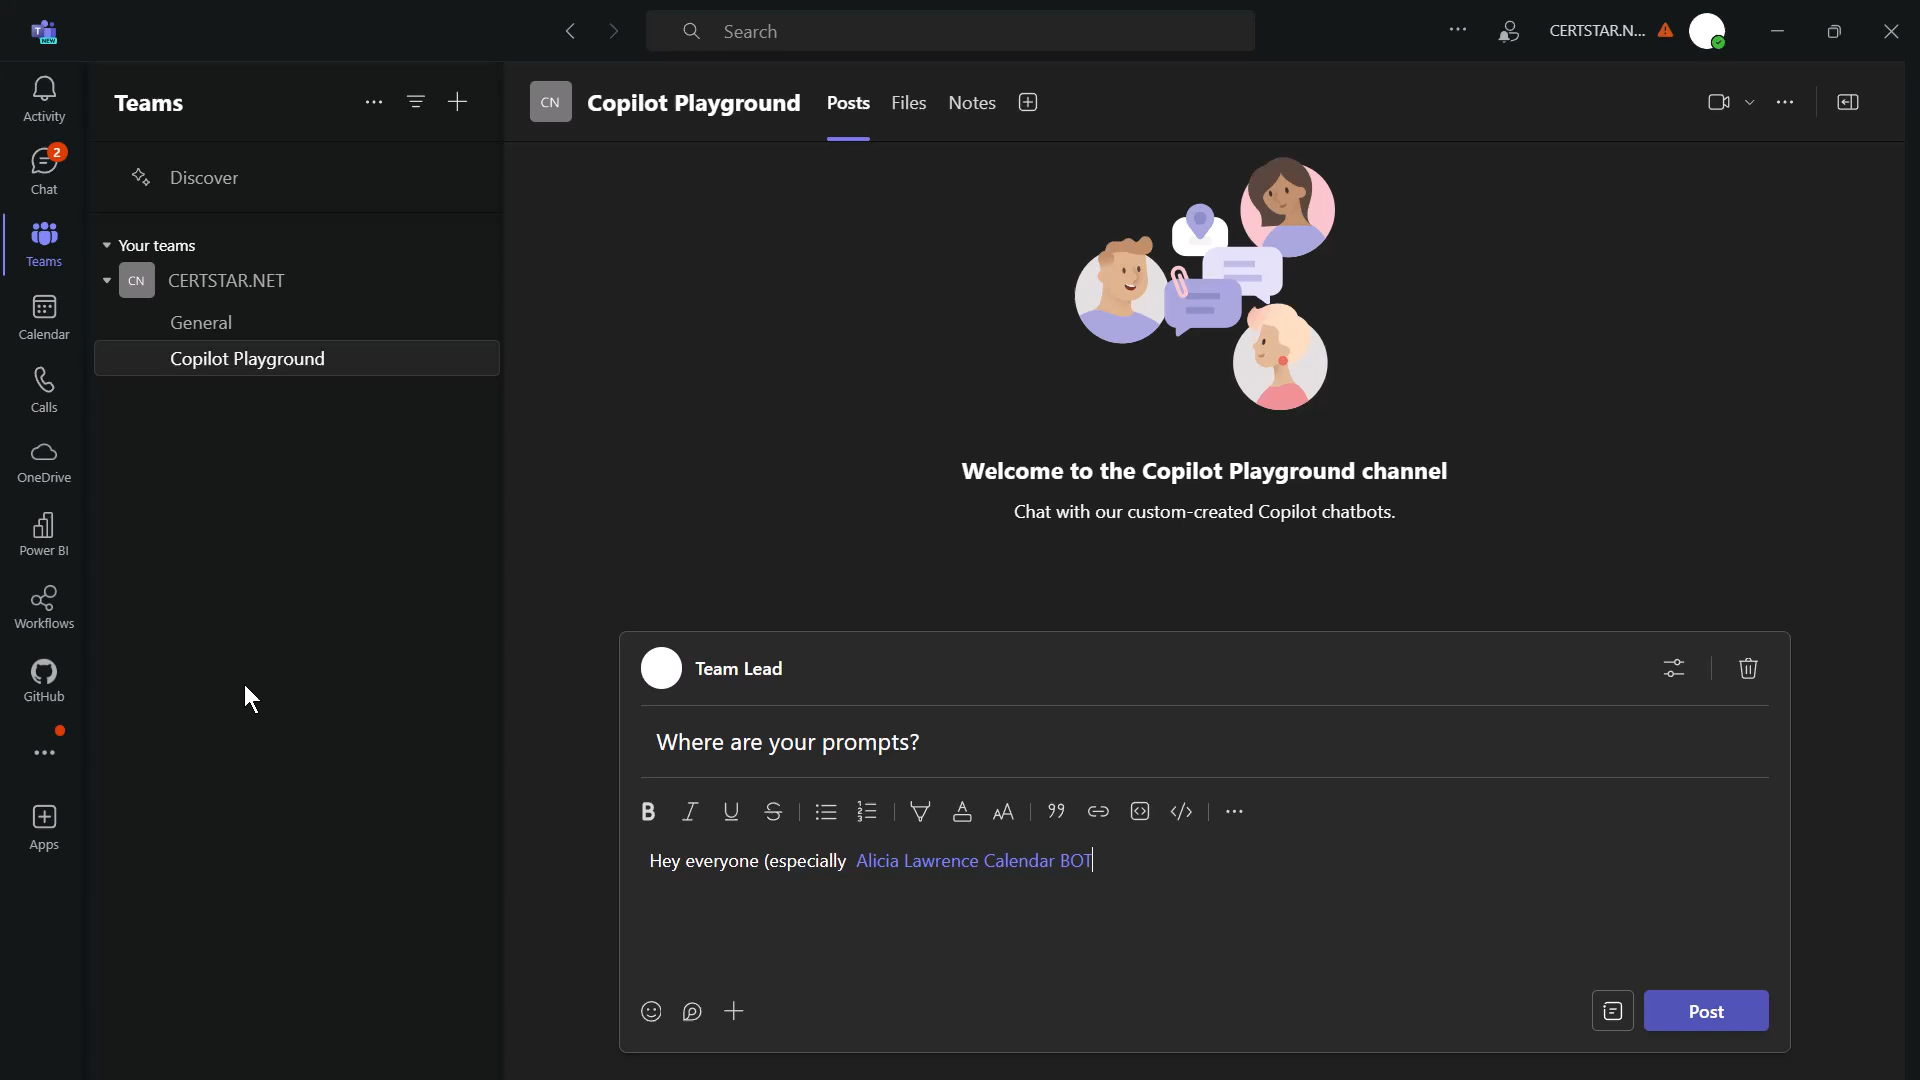 Search
CERTSTAR.N...
Activity
2
Chat
Teams
Calendar
Calls
OneDrive
Power BI
Workflows
GitHub
Apps
Teams
Discover
Your teams
CN
CERTSTAR.NET
General
Copilot Playground
CN
Copilot Playground
Posts
Files
Notes
Welcome to the Copilot Playground channel
Chat with our custom-created Copilot chatbots.
Team Lead
Where are your prompts?
Hey everyone (especially Alicia Lawrence Calendar BOT
Post